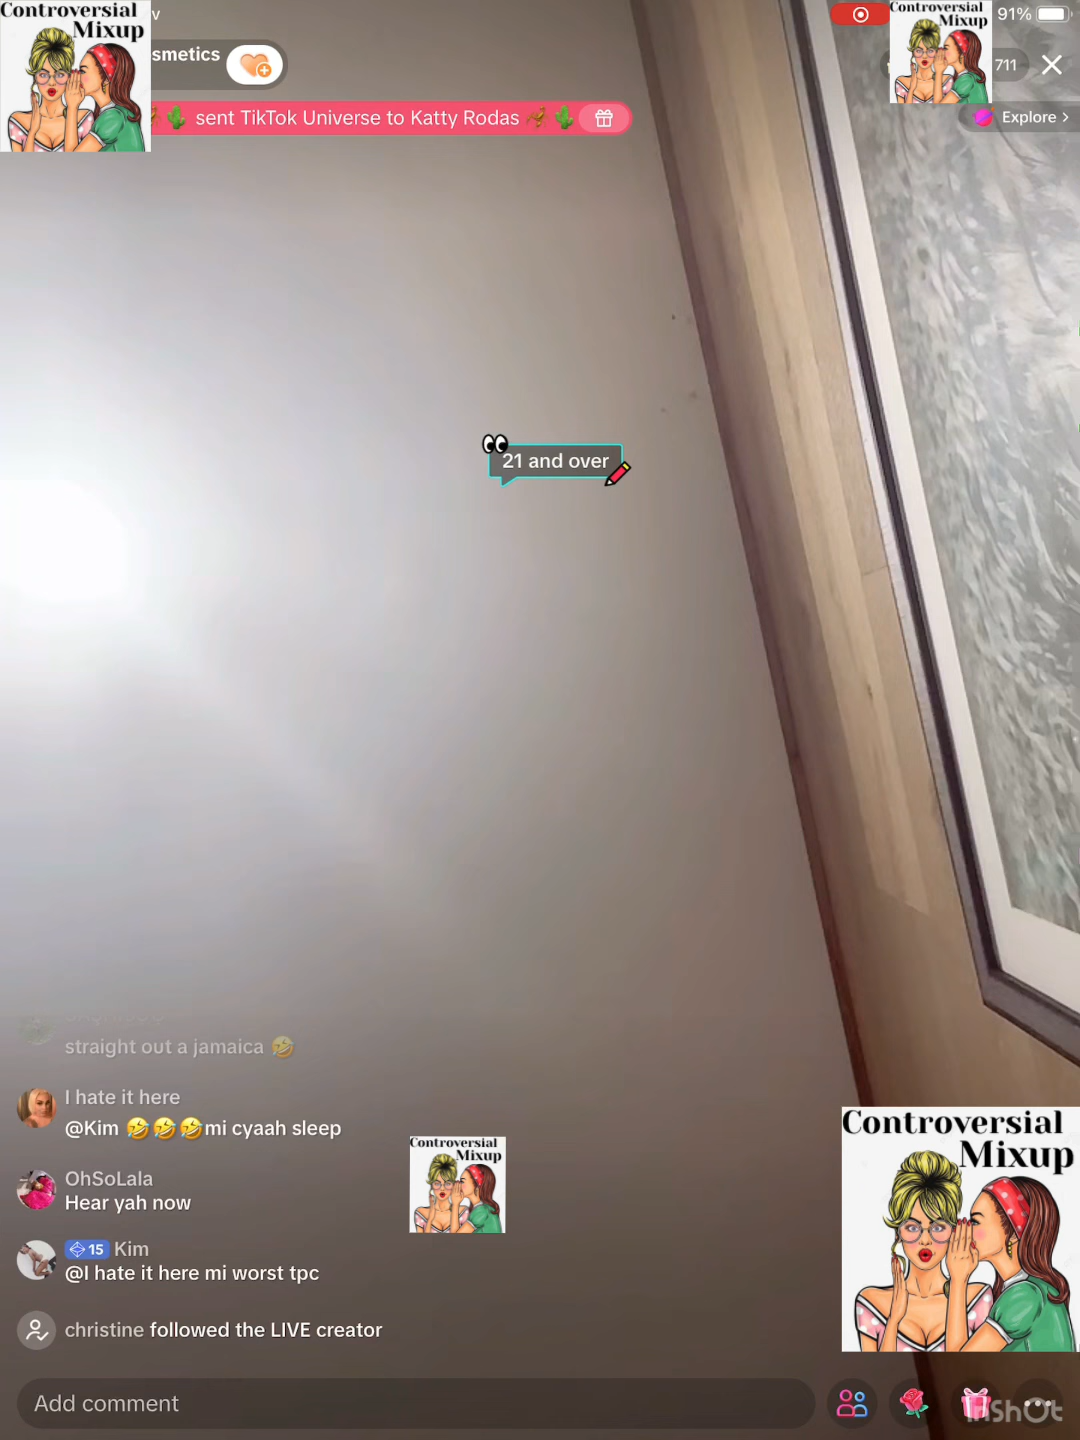 Controversial
Mixup
v
smetics
Controversial
Mixup
91%
711
sent TikTok Universe to Katty Rodas
Explore >
21 and over
straight out a jamaica 🤣
I hate it here
@Kim 🤣🤣🤣mi cyaah sleep
OhSoLala
Hear yah now
15 Kim
@I hate it here mi worst tpc
christine followed the LIVE creator
Controversial
Mixup
Controversial
Mixup
Add comment
InShOt